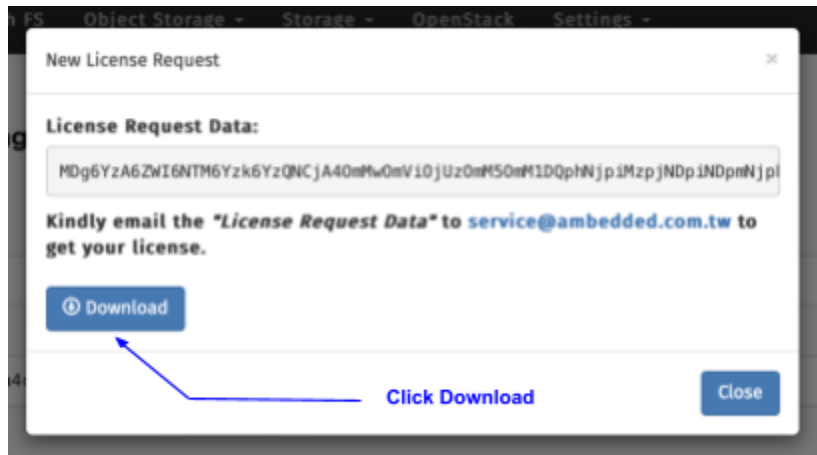 FS Object Storage - Storage - OpenStack Settings -
New License Request ×
License Request Data:
MDg6YzA6ZWI6NTM6Yzk6YzQNCjA4OmMwOmViOjUzOmM5OmM1DQphNjpiMzpjNDpiNDpmNjpl
Kindly email the "License Request Data" to service@ambedded.com.tw to
get your license.
Download
Click Download
Close